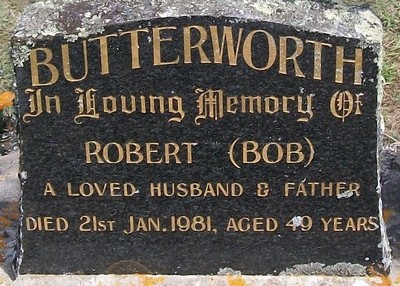 BUTTERWORTH
In Loving Memory Of
ROBERT (BOB)
A LOVED HUSBAND & FATHER
DIED 21ST JAN. 1981, AGED 49 YEARS